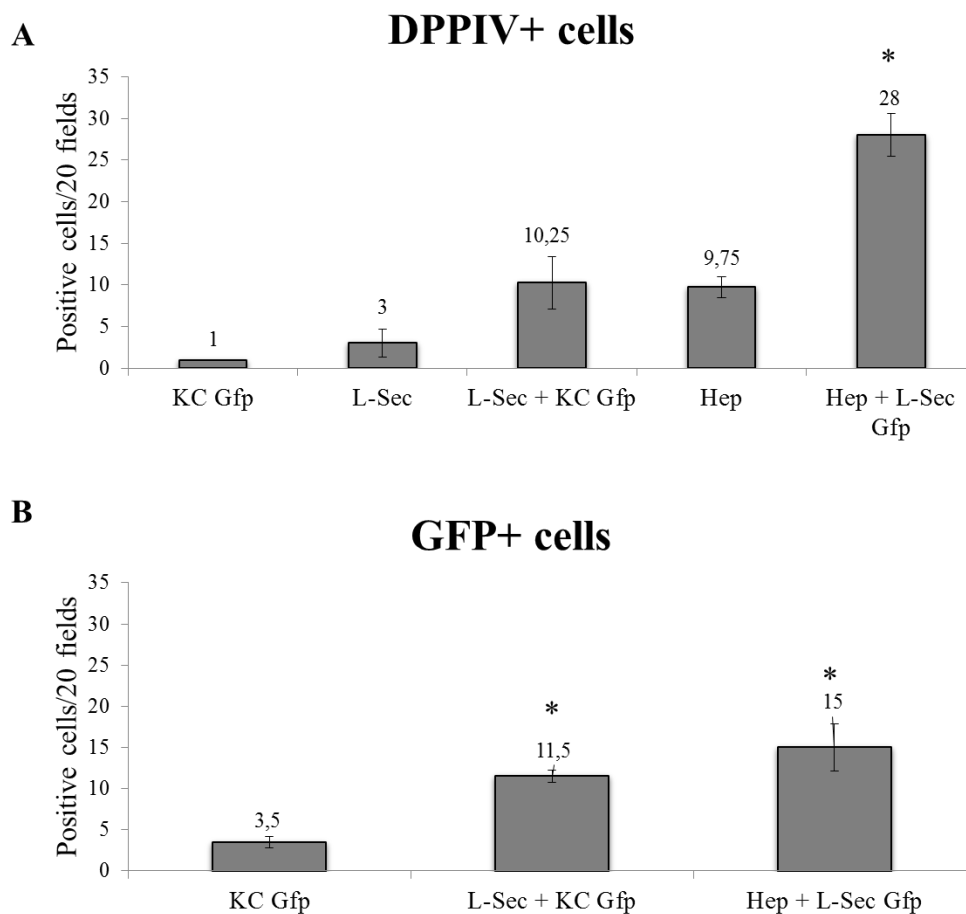 A
DPPIV+ cells
*
Positive cells/20 fields
35
30
25
20
15
10
5
0
1
3
10,25
9,75
28
KC Gfp
L-Sec
L-Sec + KC Gfp
Hep
Hep + L-Sec
Gfp
B
GFP+ cells
Positive cells/20 fields
35
30
25
20
15
10
5
0
3,5
*
11,5
*
15
KC Gfp
L-Sec + KC Gfp
Hep + L-Sec Gfp